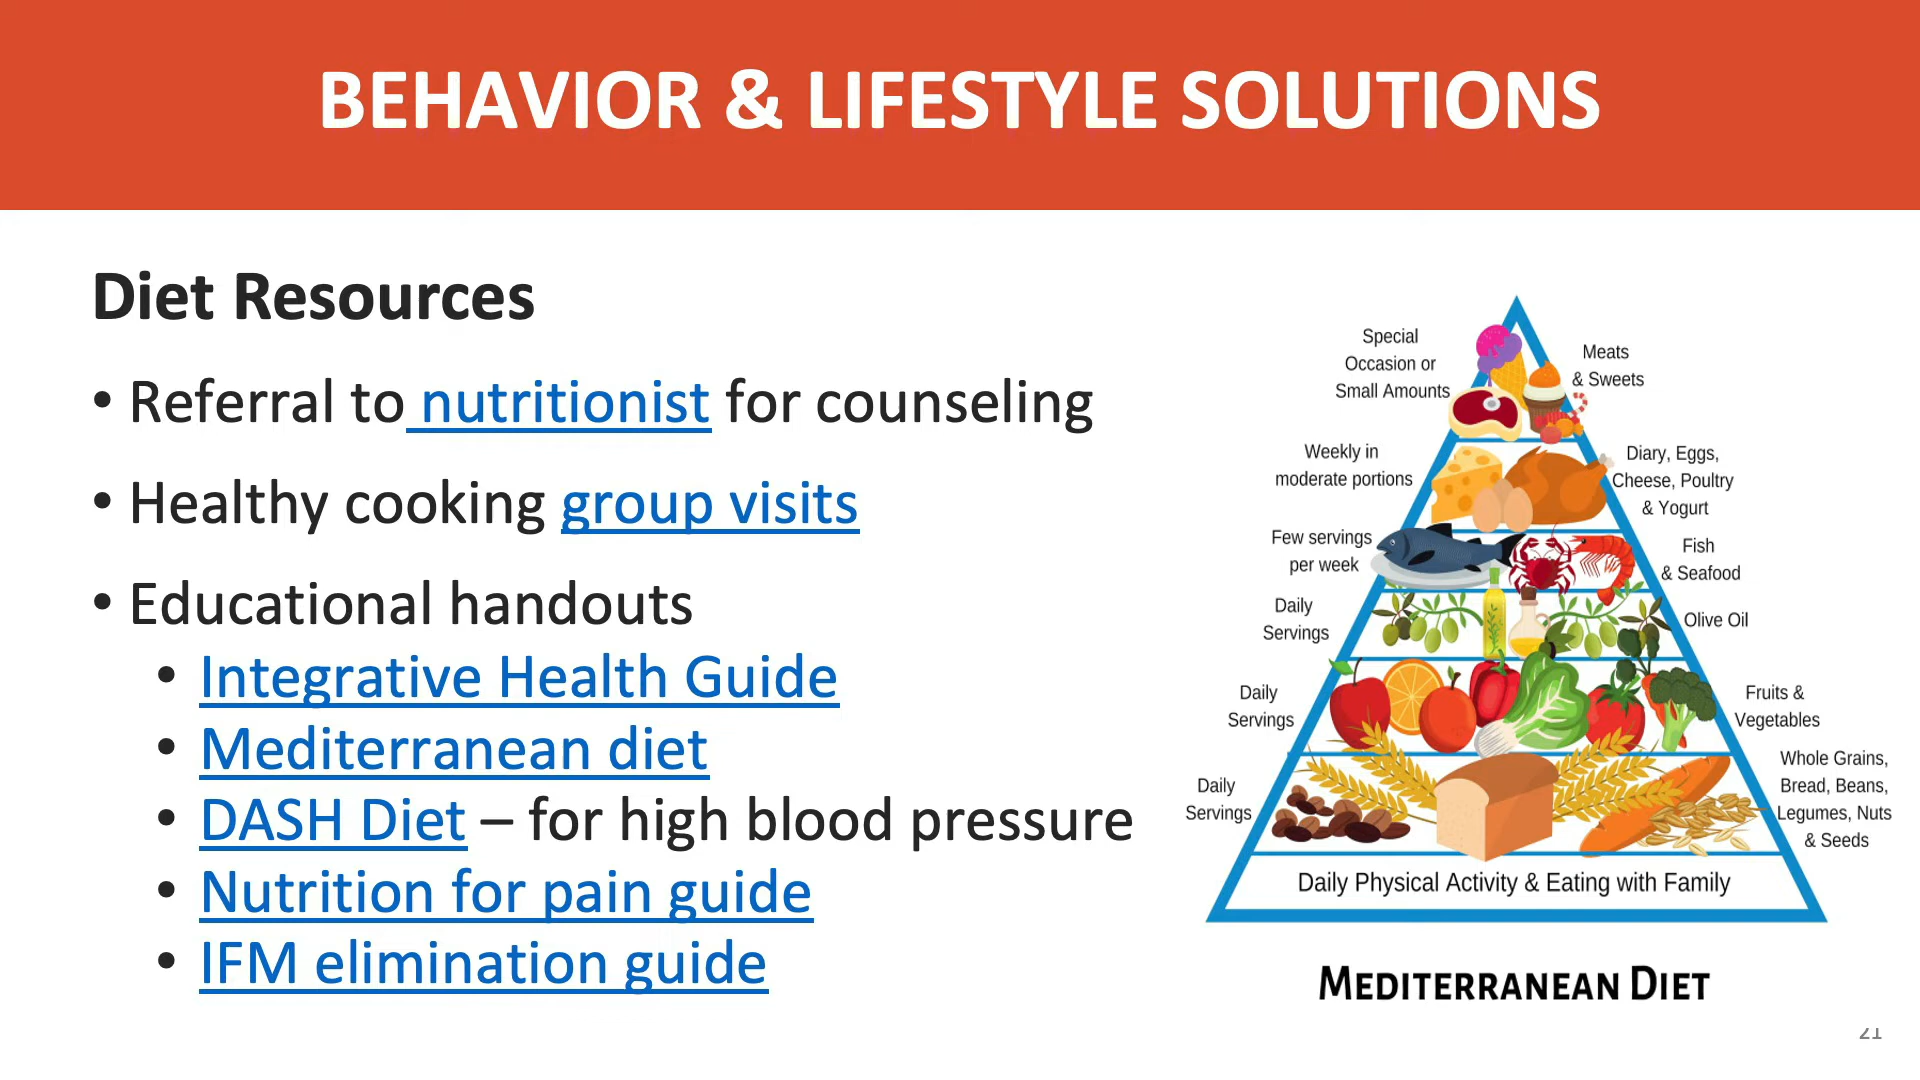 BEHAVIOR & LIFESTYLE SOLUTIONS
Diet Resources
• Referral to nutritionist for counseling
• Healthy cooking group visits
• Educational handouts
• Integrative Health Guide
• Mediterranean diet
• DASH Diet – for high blood pressure
• Nutrition for pain guide
• IFM elimination guide
Special
Occasion or
Small Amounts
Meats
& Sweets
Weekly in
moderate portions
Diary, Eggs,
Cheese, Poultry
& Yogurt
Few servings
per week
Fish
& Seafood
Daily
Servings
Olive Oil
Daily
Servings
Fruits &
Vegetables
Daily
Servings
Whole Grains,
Bread, Beans,
Legumes, Nuts
& Seeds
Daily Physical Activity & Eating with Family
MEDITERRANEAN DIET
21